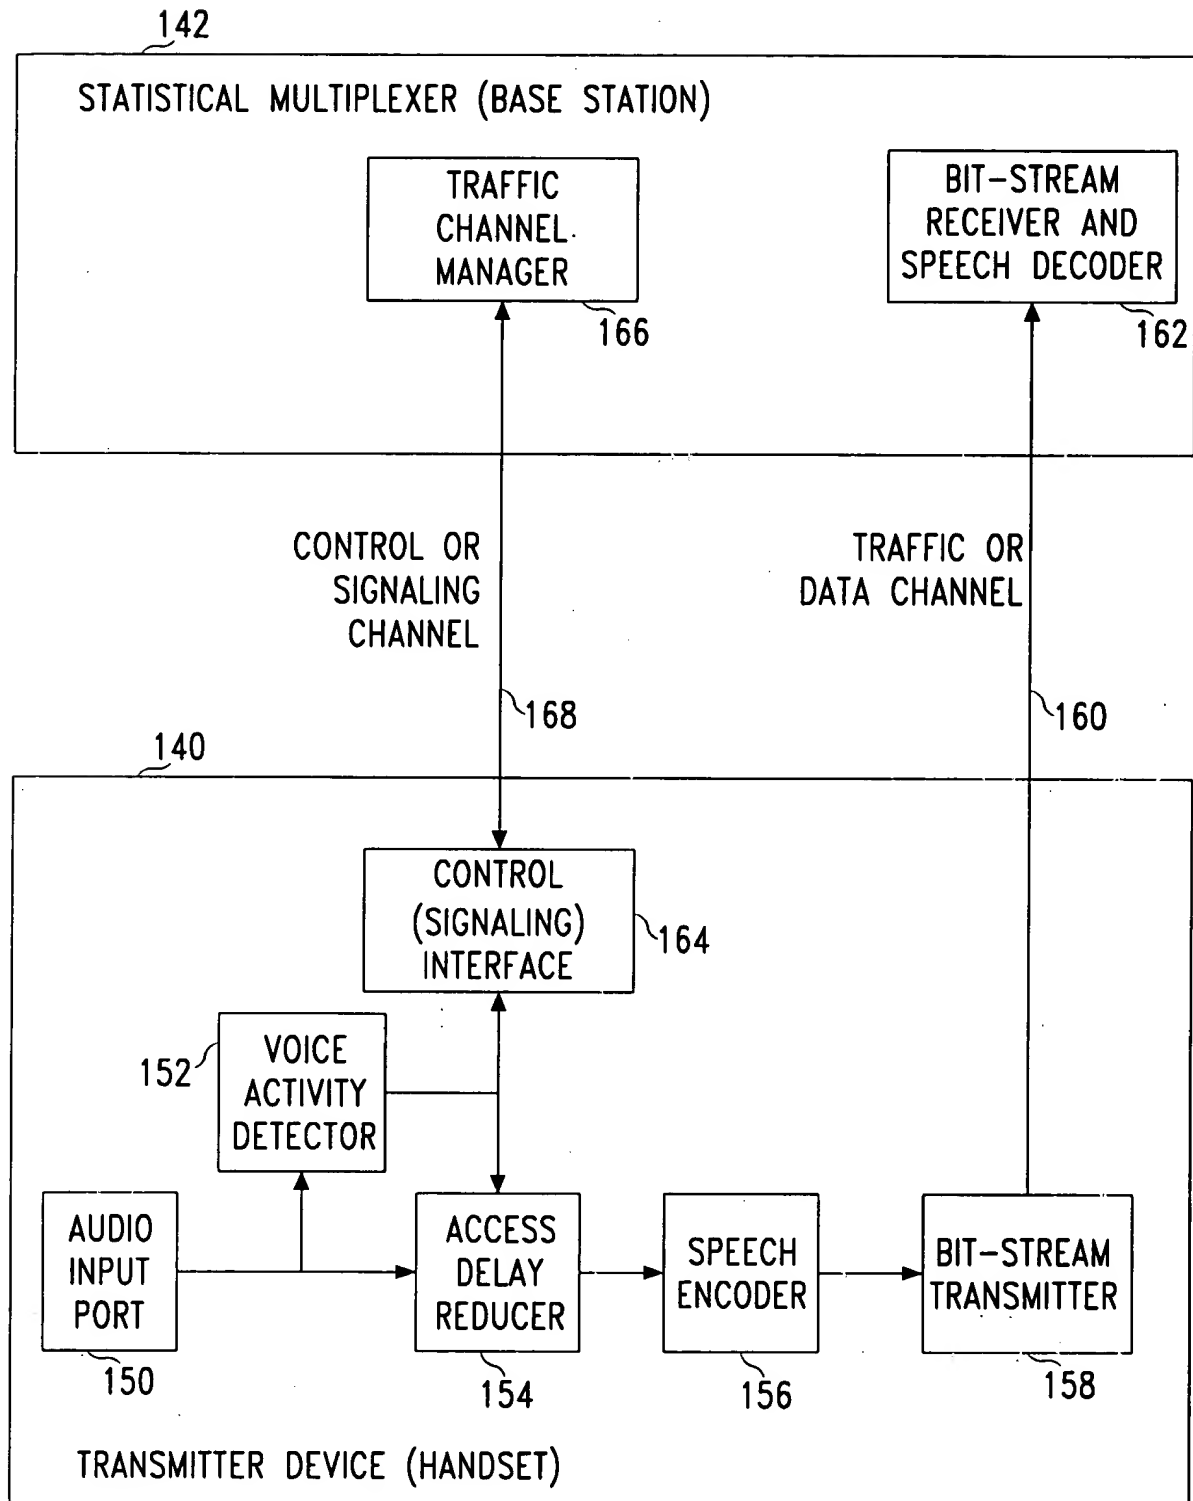 142
STATISTICAL MULTIPLEXER (BASE STATION)
TRAFFIC
CHANNEL
MANAGER
166
BIT-STREAM
RECEIVER AND
SPEECH DECODER
162
CONTROL OR
SIGNALING
CHANNEL
168
TRAFFIC OR
DATA CHANNEL
160
140
CONTROL
(SIGNALING)
INTERFACE
164
VOICE
ACTIVITY
DETECTOR
152
AUDIO
INPUT
PORT
150
ACCESS
DELAY
REDUCER
154
SPEECH
ENCODER
156
BIT-STREAM
TRANSMITTER
158
TRANSMITTER DEVICE (HANDSET)